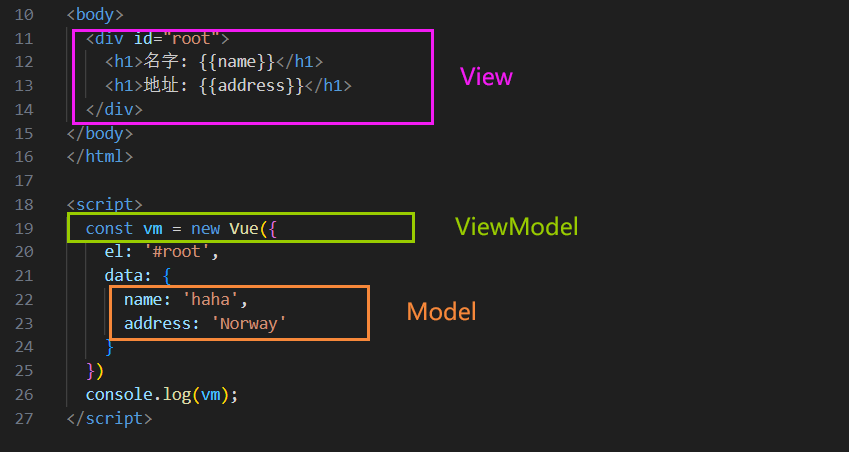 10 <body>
11 <div id="root">
12 <h1>名字: {{name}}</h1>
13 <h1>地址: {{address}}</h1>
View
14 </div>
15 </body>
16 </html>
17
18 <script>
19 const vm = new Vue({
ViewModel
20 el: '#root',
21 data: {
22 name: 'haha',
23 address: 'Norway'
Model
24 }
25 })
26 console.log(vm);
27 </script>